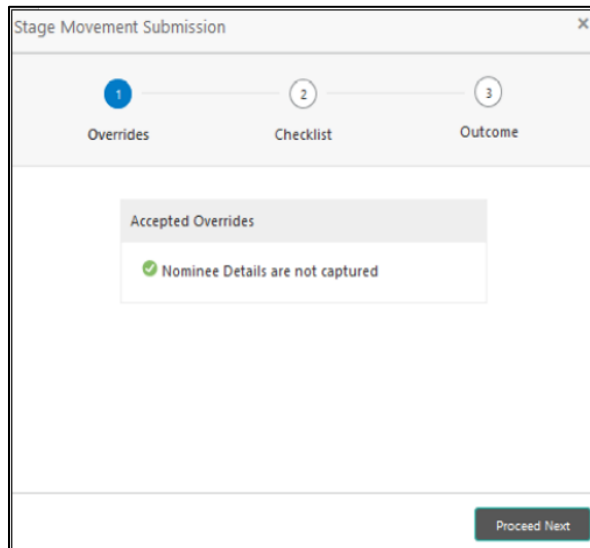 Stage Movement Submission ×
1 2 3
Overrides Checklist Outcome
Accepted Overrides
Nominee Details are not captured
Proceed Next